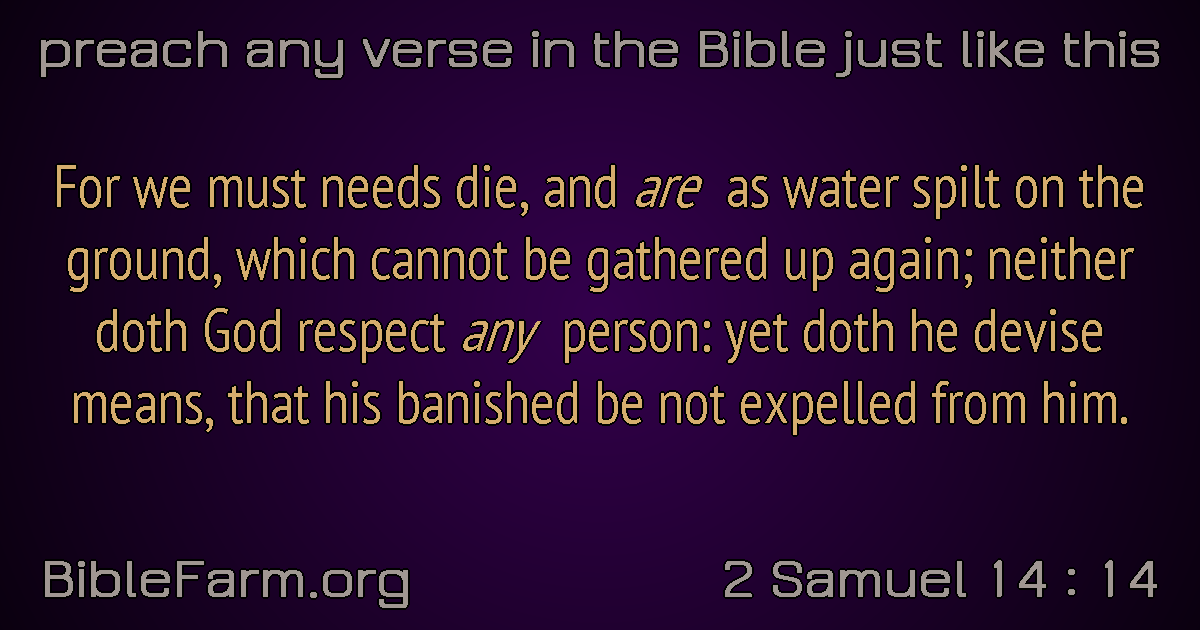 preach any verse in the Bible just like this
For we must needs die, and are as water spilt on the
ground, which cannot be gathered up again; neither
doth God respect any person: yet doth he devise
means, that his banished be not expelled from him.
BibleFarm.org
2 Samuel 14 : 14